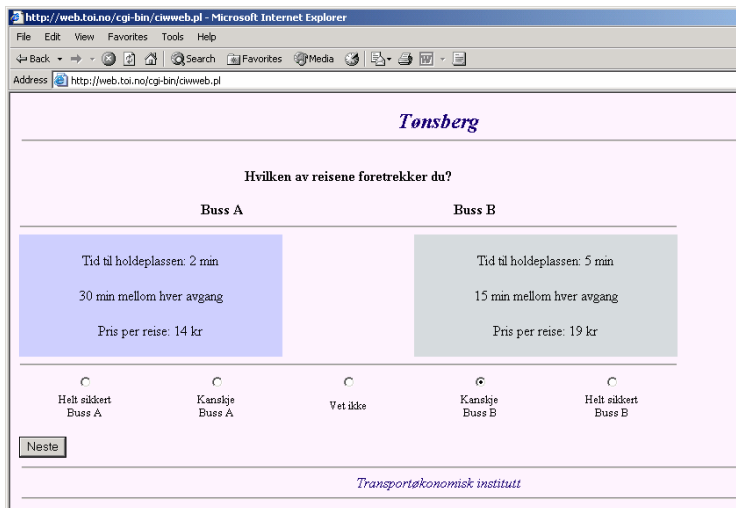 http://web.toi.no/cgi-bin/ciwweb.pl - Microsoft Internet Explorer
File Edit View Favorites Tools Help
Back Search Favorites Media
Address http://web.toi.no/cgi-bin/ciwweb.pl
Tønsberg
Hvilken av reisene foretrekker du?
Buss A Buss B
Tid til holdeplassen: 2 min Tid til holdeplassen: 5 min
30 min mellom hver avgang 15 min mellom hver avgang
Pris per reise: 14 kr Pris per reise: 19 kr
Helt sikkert Kanskje Vet ikke Kanskje Helt sikkert
Buss A Buss A Buss B Buss B
Neste
Transportøkonomisk institutt